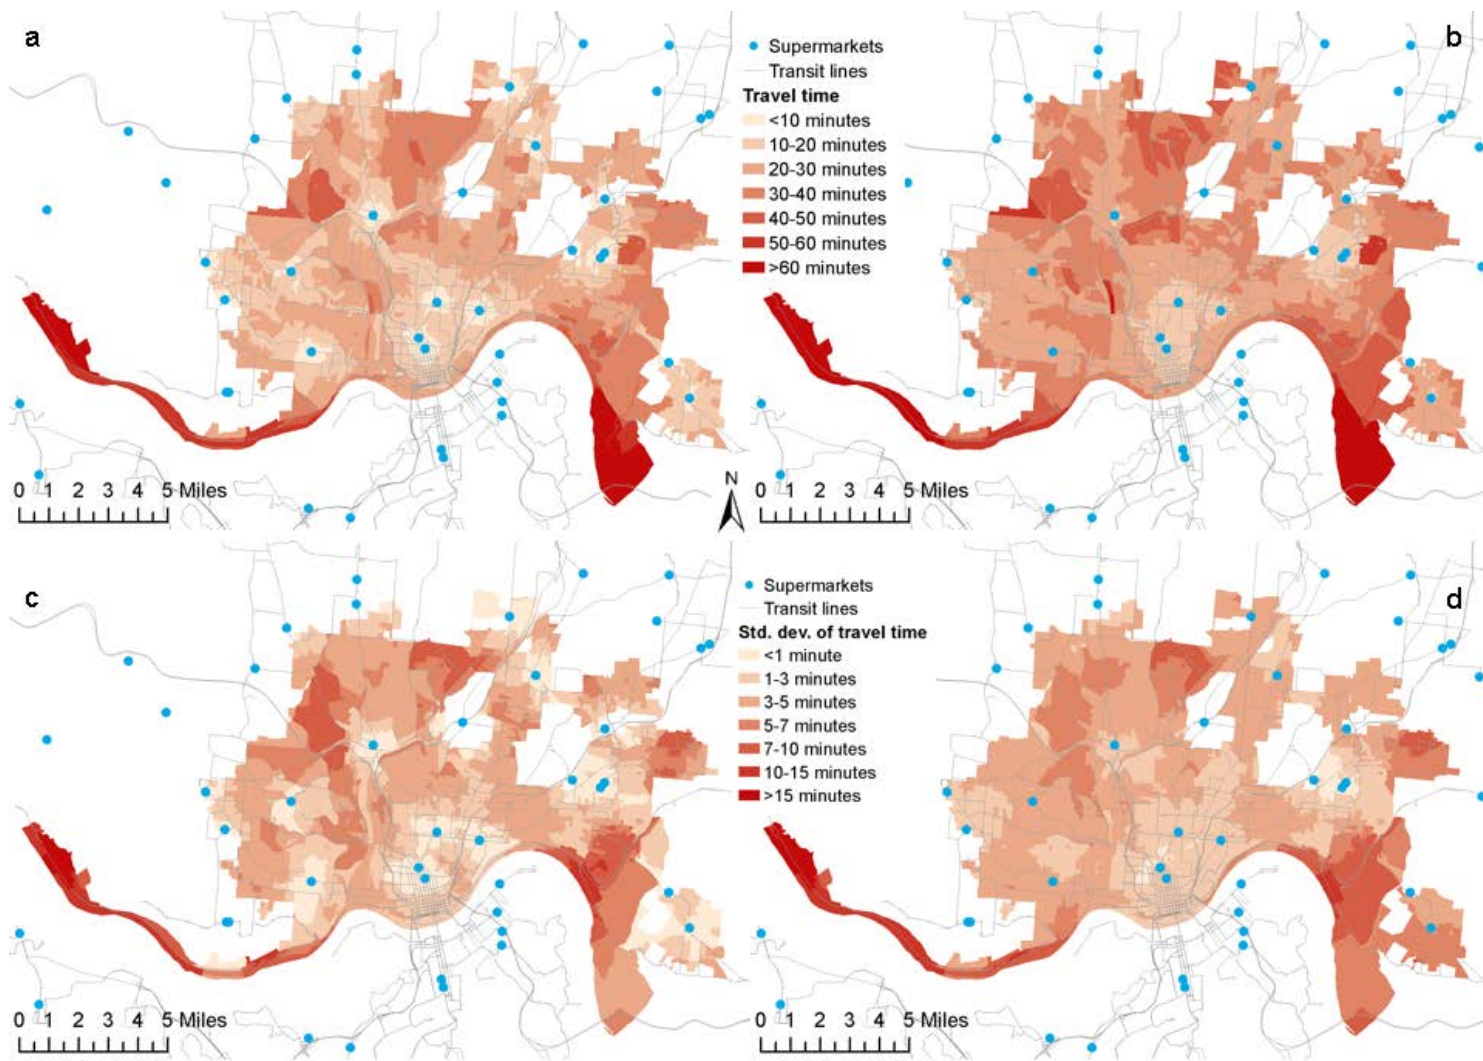 a
b
Supermarkets
Transit lines
Travel time
<10 minutes
10-20 minutes
20-30 minutes
30-40 minutes
40-50 minutes
50-60 minutes
>60 minutes
0 1 2 3 4 5 Miles
N
0 1 2 3 4 5 Miles
c
d
Supermarkets
Transit lines
Std. dev. of travel time
<1 minute
1-3 minutes
3-5 minutes
5-7 minutes
7-10 minutes
10-15 minutes
>15 minutes
0 1 2 3 4 5 Miles
0 1 2 3 4 5 Miles